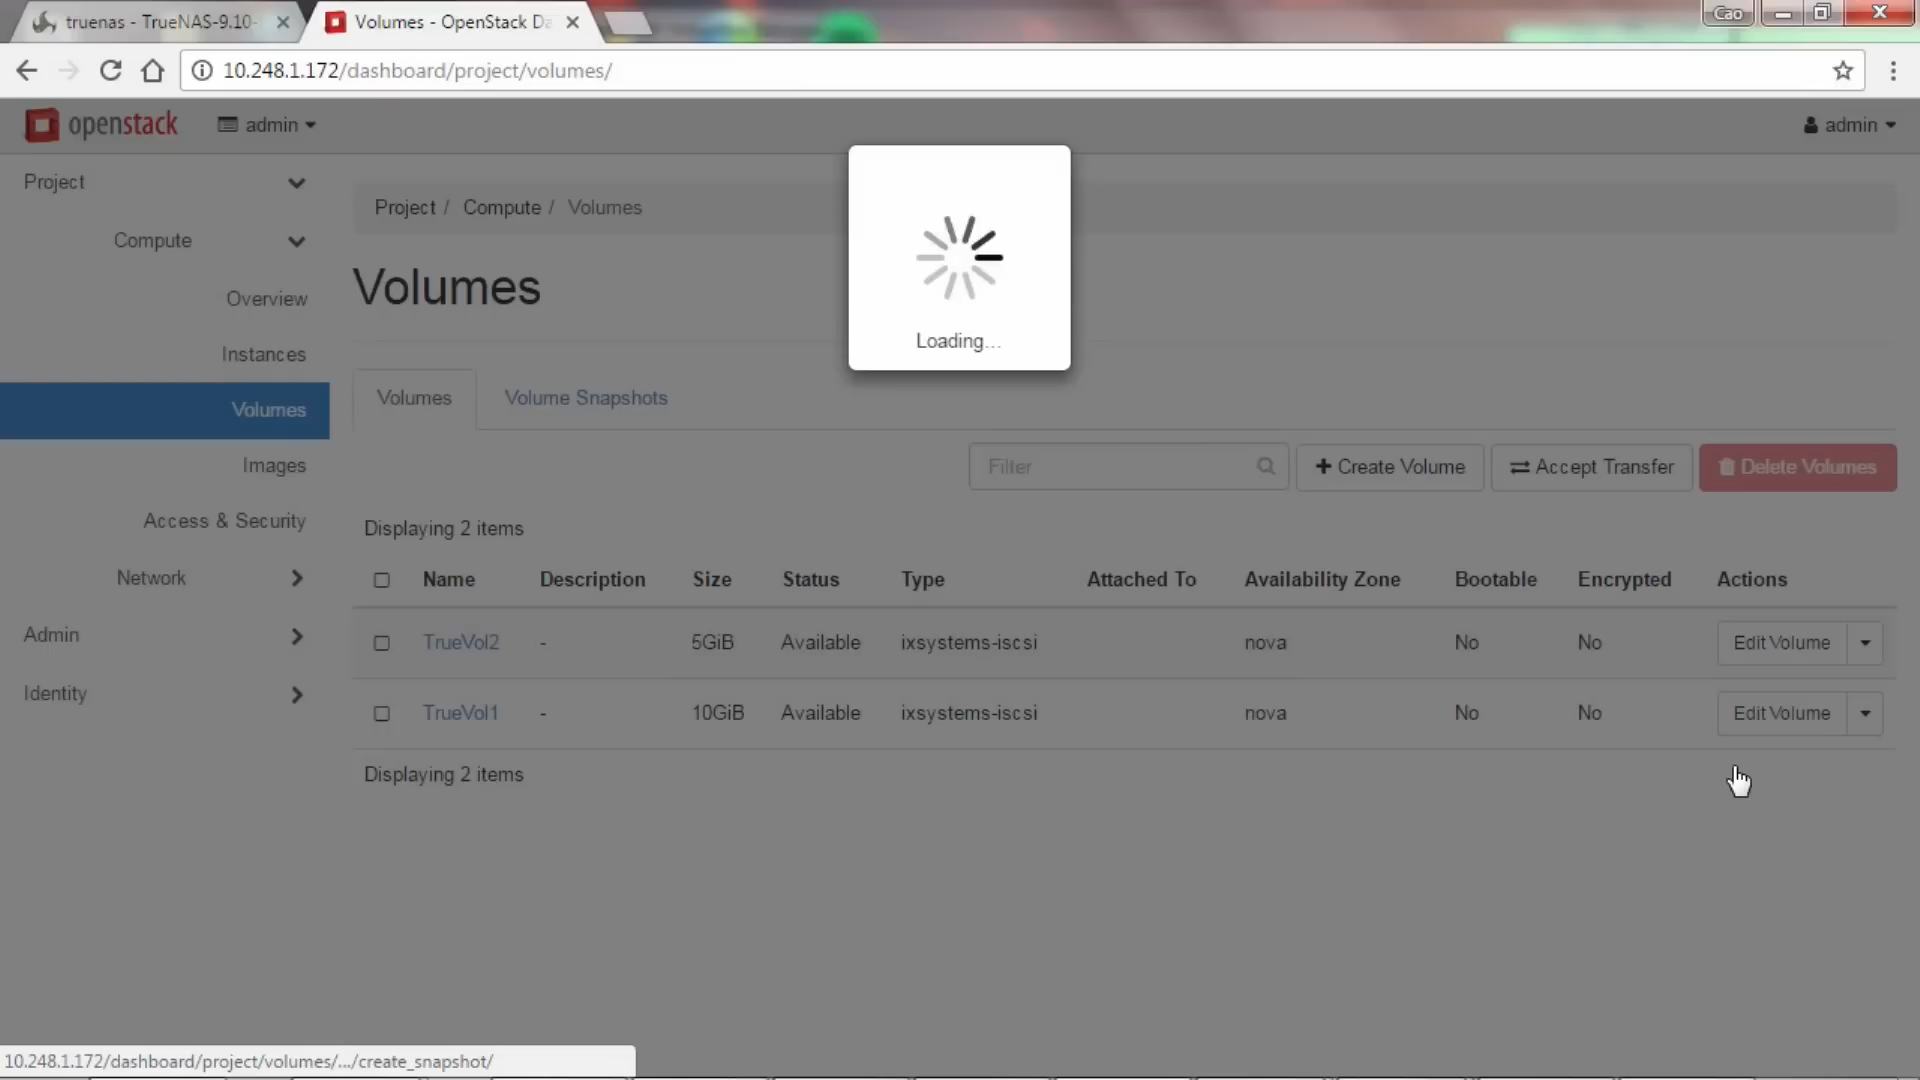 truenas - TrueNAS-9.10-
Volumes - OpenStack Da
Cao
10.248.1.172/dashboard/project/volumes/
openstack
admin
admin
Project
Compute
Overview
Instances
Volumes
Images
Access & Security
Network
Admin
Identity
Project / Compute / Volumes
Volumes
Loading...
Volumes Volume Snapshots
Filter Create Volume Accept Transfer Delete Volumes
Displaying 2 items
Name Description Size Status Type Attached To Availability Zone Bootable Encrypted Actions
TrueVol2 - 5GiB Available ixsystems-iscsi nova No No Edit Volume
TrueVol1 - 10GiB Available ixsystems-iscsi nova No No Edit Volume
Displaying 2 items
10.248.1.172/dashboard/project/volumes/.../create_snapshot/